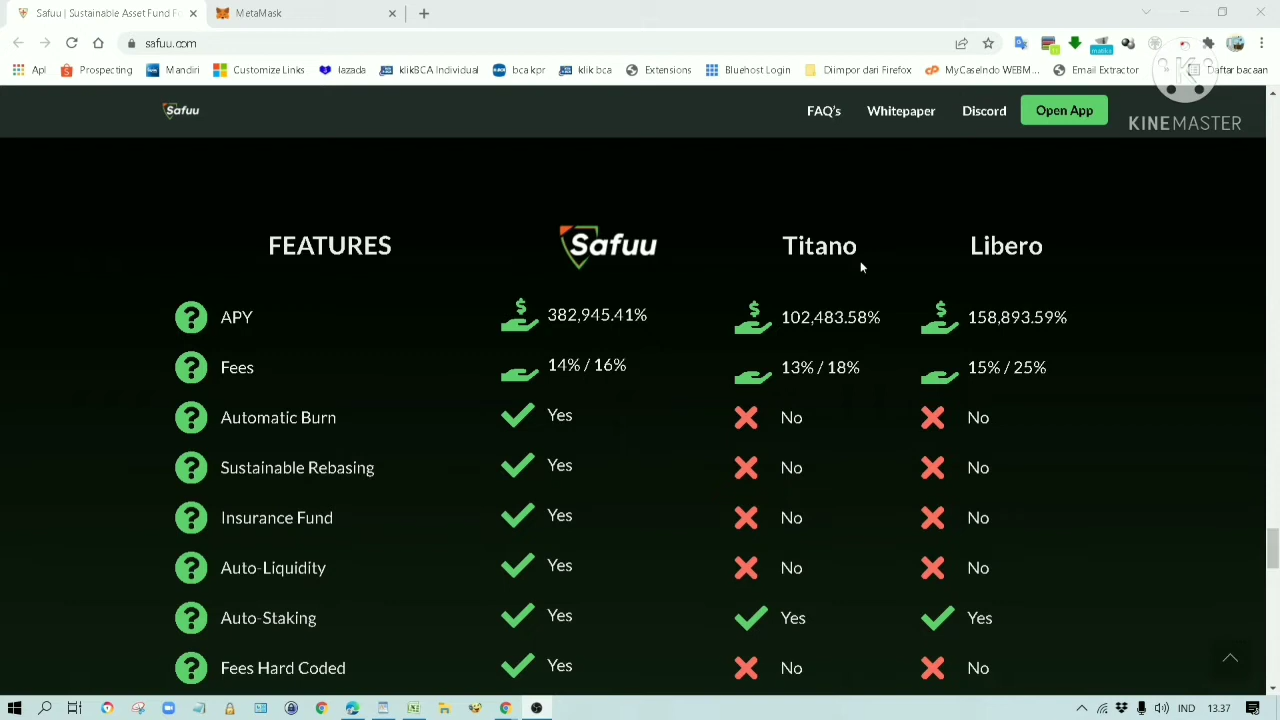 Safuu | Sustainable Asset Fund F
MetaMask
safuu.com
Apl
Prospecting
Mandiri
Customize Links
lazada
klikBCA Individual
bca kpr
klik bca
Extensions
Bluehost Login
Diimpor dari Firefox
MyCaseIndo WEBM...
Email Extractor
Daftar bacaan
Safuu
FAQ's
Whitepaper
Discord
Open App
K
KINEMASTER
FEATURES
Safuu
Titano
Libero
APY
382,945.41%
102,483.58%
158,893.59%
Fees
14% / 16%
13% / 18%
15% / 25%
Automatic Burn
Yes
No
No
Sustainable Rebasing
Yes
No
No
Insurance Fund
Yes
No
No
Auto-Liquidity
Yes
No
No
Auto-Staking
Yes
Yes
Yes
Fees Hard Coded
Yes
No
No
IND
13.37